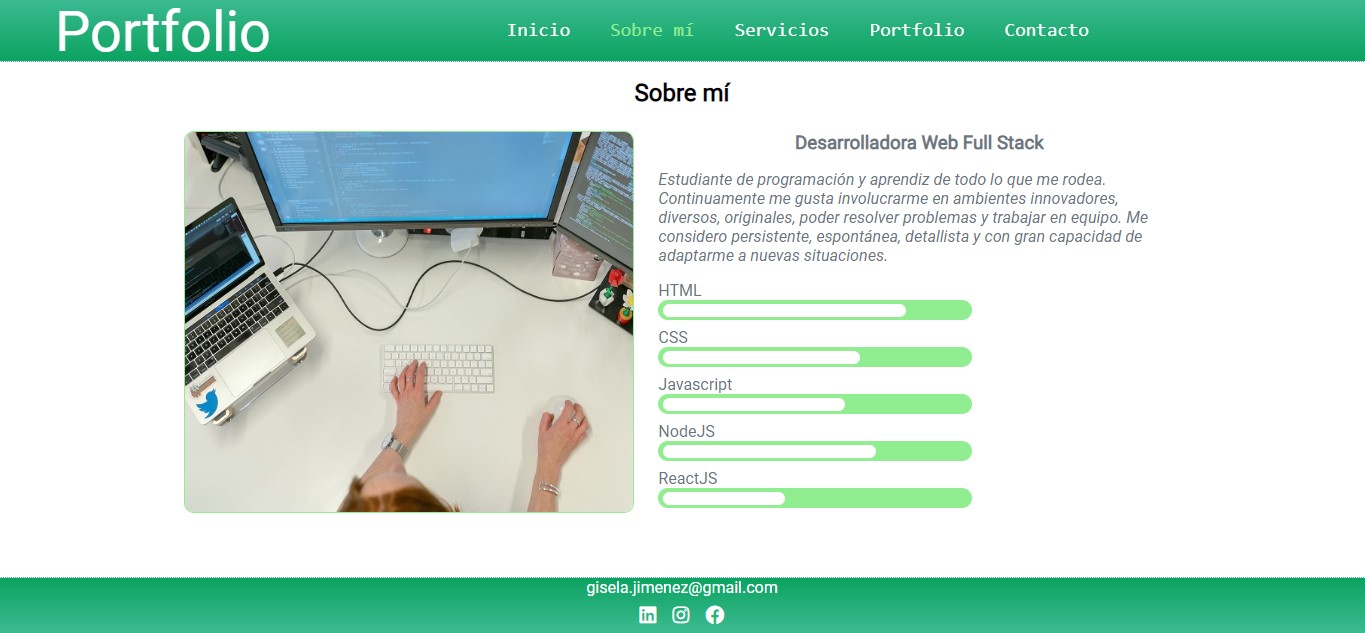 Portfolio
Inicio Sobre mí Servicios Portfolio Contacto
Sobre mí
Desarrolladora Web Full Stack
Estudiante de programación y aprendiz de todo lo que me rodea.
Continuamente me gusta involucrarme en ambientes innovadores,
diversos, originales, poder resolver problemas y trabajar en equipo. Me
considero persistente, espontánea, detallista y con gran capacidad de
adaptarme a nuevas situaciones.
HTML
CSS
Javascript
NodeJS
ReactJS
gisela.jimenez@gmail.com